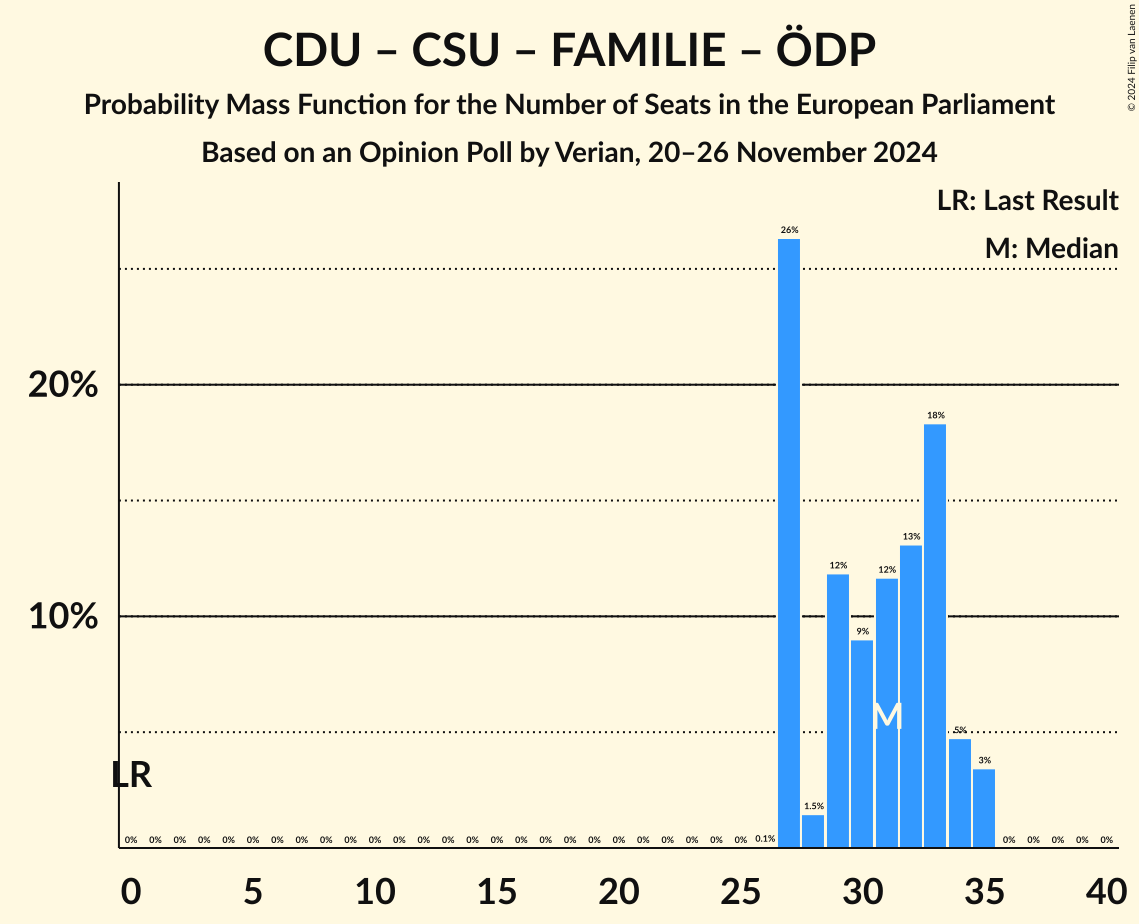 CDU – CSU – FAMILIE – ÖDP
Probability Mass Function for the Number of Seats in the European Parliament
Based on an Opinion Poll by Verian, 20–26 November 2024
© 2024 Filip van Laenen
LR: Last Result
M: Median
26%
20%
18%
13%
12%
12%
10%
9%
M
5%
LR
3%
1.5%
0% 0% 0% 0% 0% 0% 0% 0% 0% 0% 0% 0% 0% 0% 0% 0% 0% 0% 0% 0% 0% 0% 0% 0% 0% 0% 0.1% 0% 0% 0% 0% 0%
0 5 10 15 20 25 30 35 40